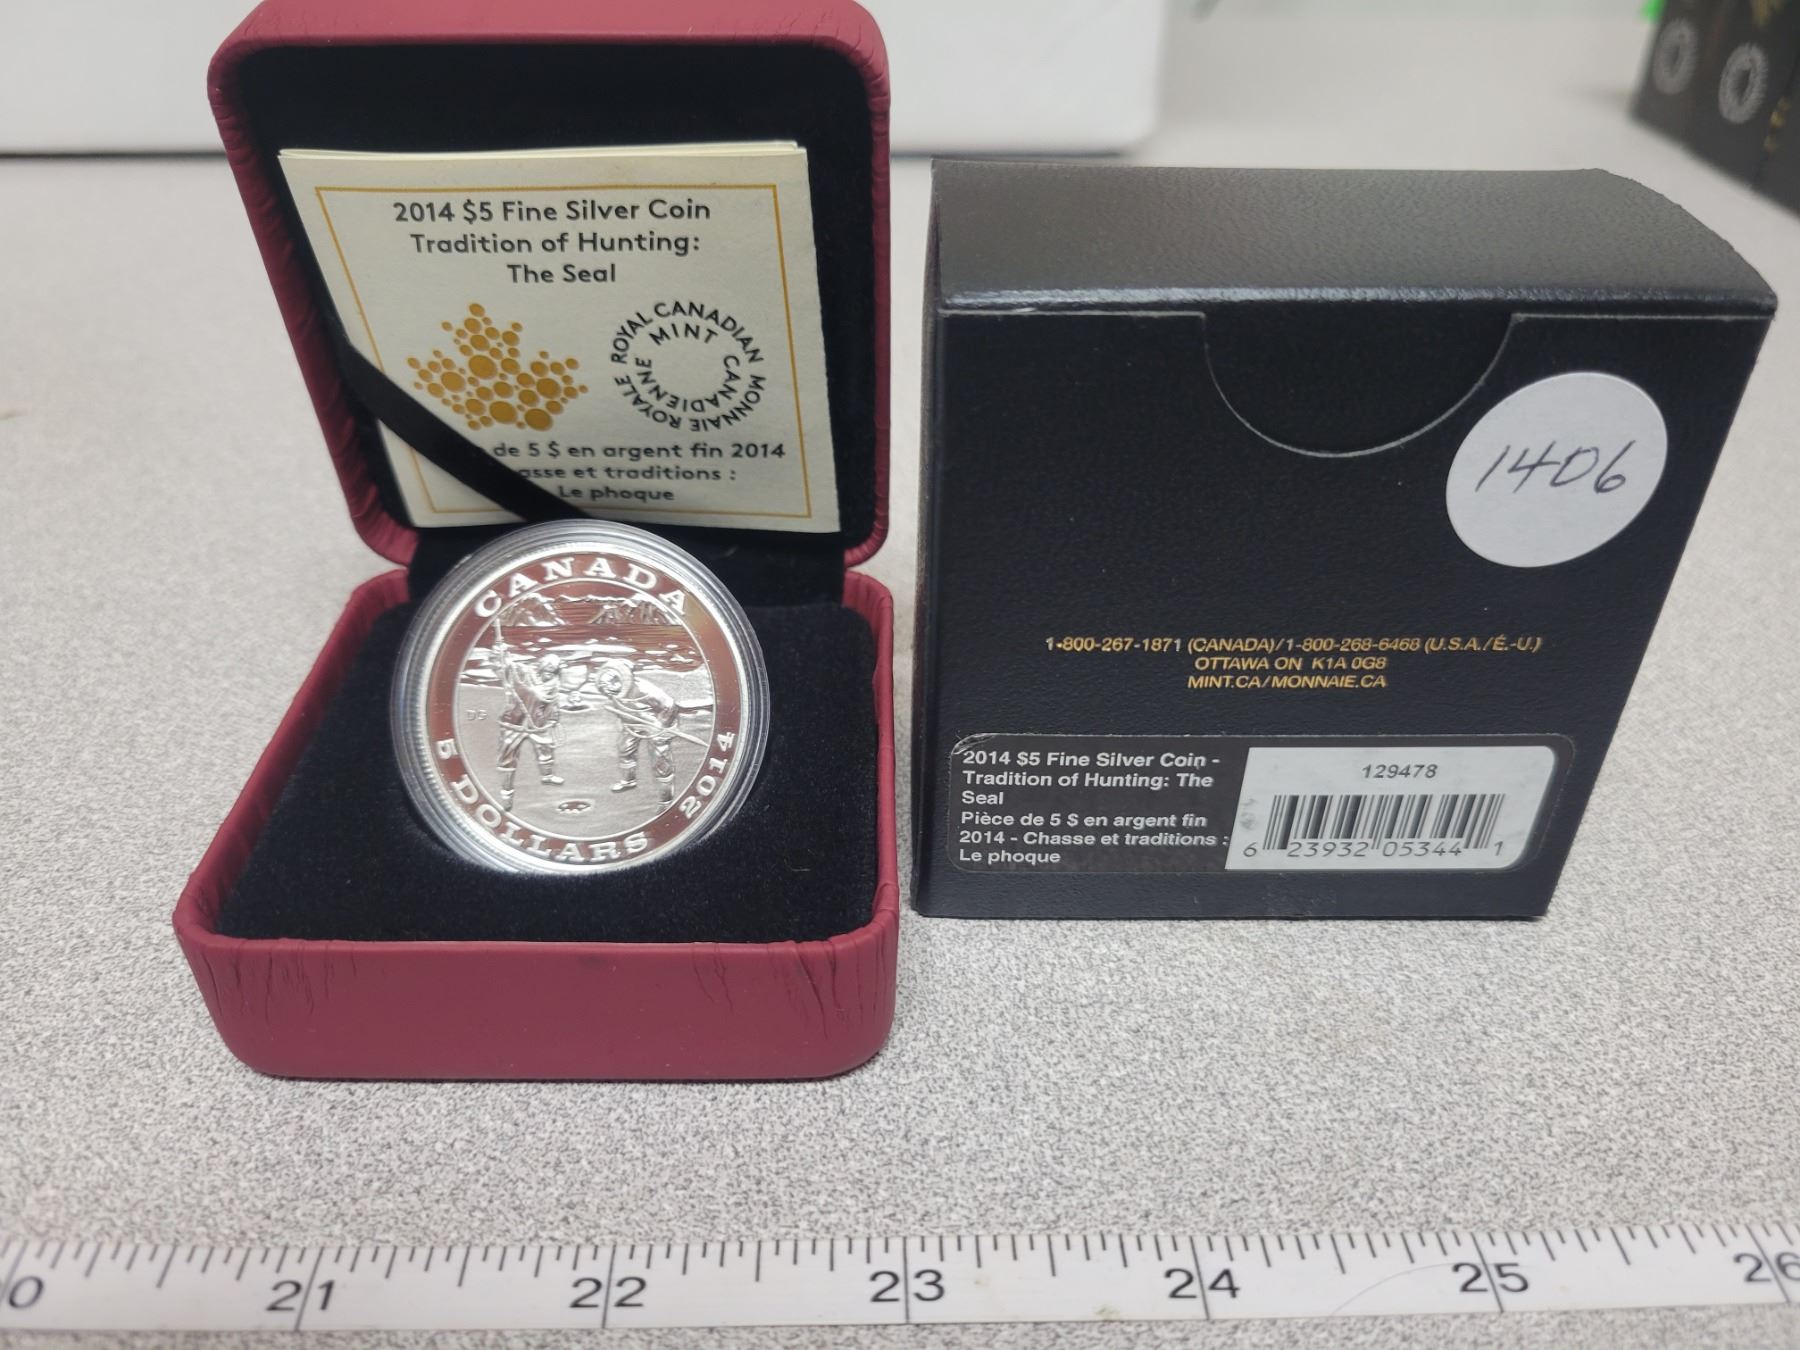 2014 $5 Fine Silver Coin
Tradition of Hunting:
The Seal
ROYAL CANADIAN MINT
MONNAIE ROYALE CANADIENNE
de 5 $ en argent fin 2014
asse et traditions :
Le phoque
CANADA
DG
5 DOLLARS 2014
1406
1-800-267-1871 (CANADA)/1-800-268-6468 (U.S.A./É.-U.)
OTTAWA ON K1A 0G8
MINT.CA/MONNAIE.CA
2014 $5 Fine Silver Coin -
Tradition of Hunting: The
Seal
Pièce de 5 $ en argent fin
2014 - Chasse et traditions :
Le phoque
129478
6 23932 05344 1
0 21 22 23 24 25 26